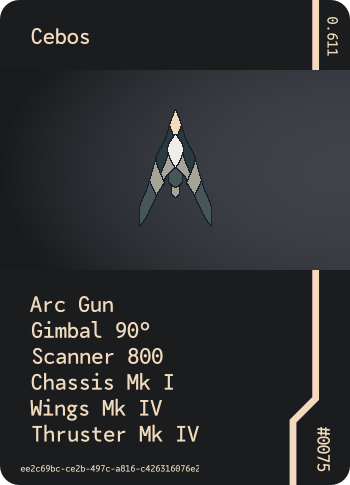 Cebos
0.611
Arc Gun
Gimbal 90°
Scanner 800
Chassis Mk I
Wings Mk IV
Thruster Mk IV
#0075
ee2c69bc-ce2b-497c-a816-c426316076e2